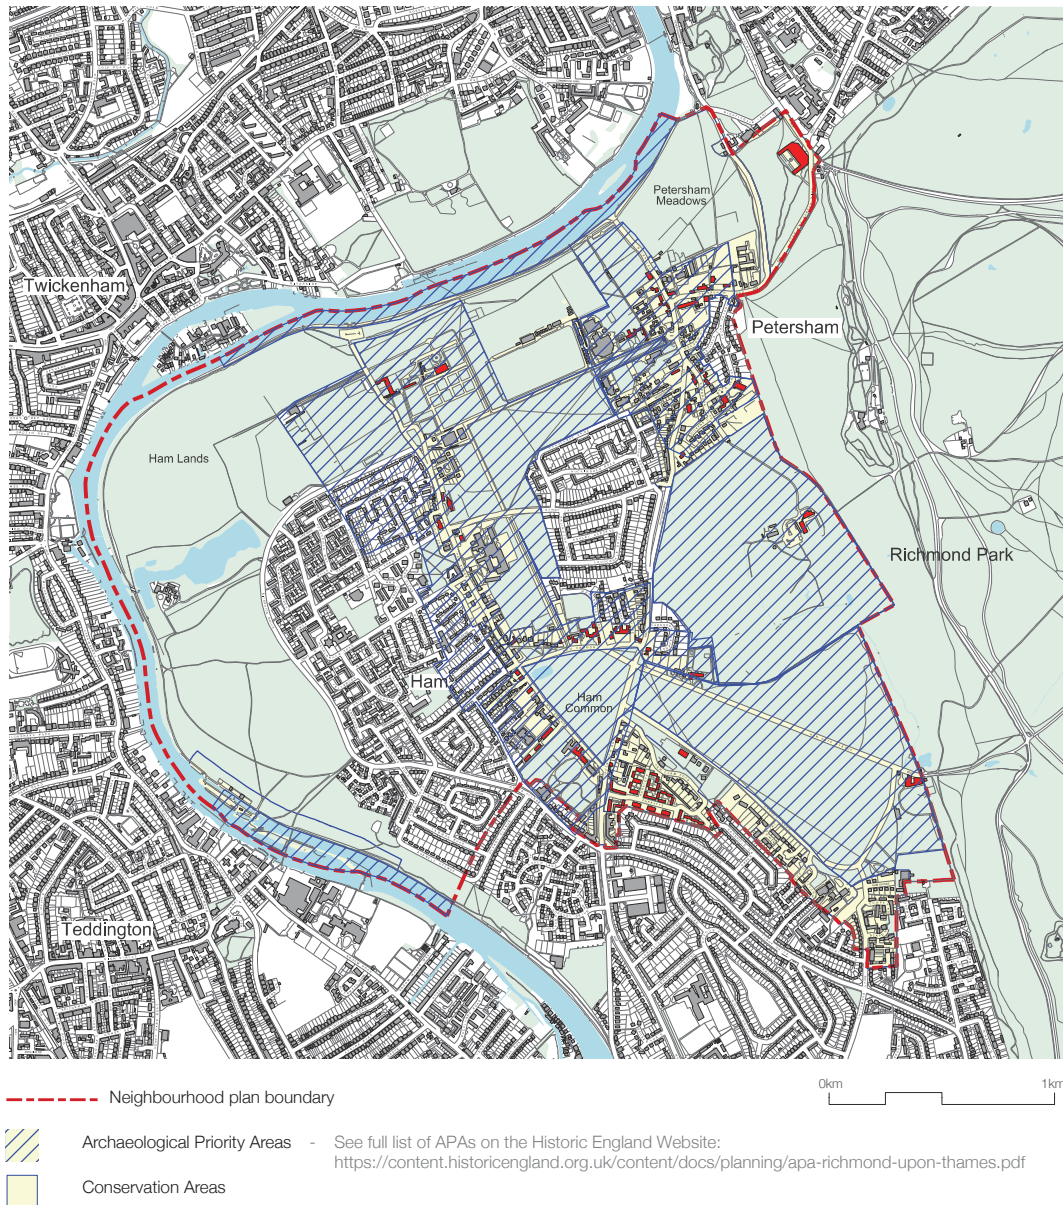 Petersham
Meadows
Twickenham
Petersham
Ham Lands
Richmond Park
Ham
Ham
Common
Teddington
Neighbourhood plan boundary
0km
1km
Archaeological Priority Areas - See full list of APAs on the Historic England Website:
https://content.historicengland.org.uk/content/docs/planning/apa-richmond-upon-thames.pdf
Conservation Areas